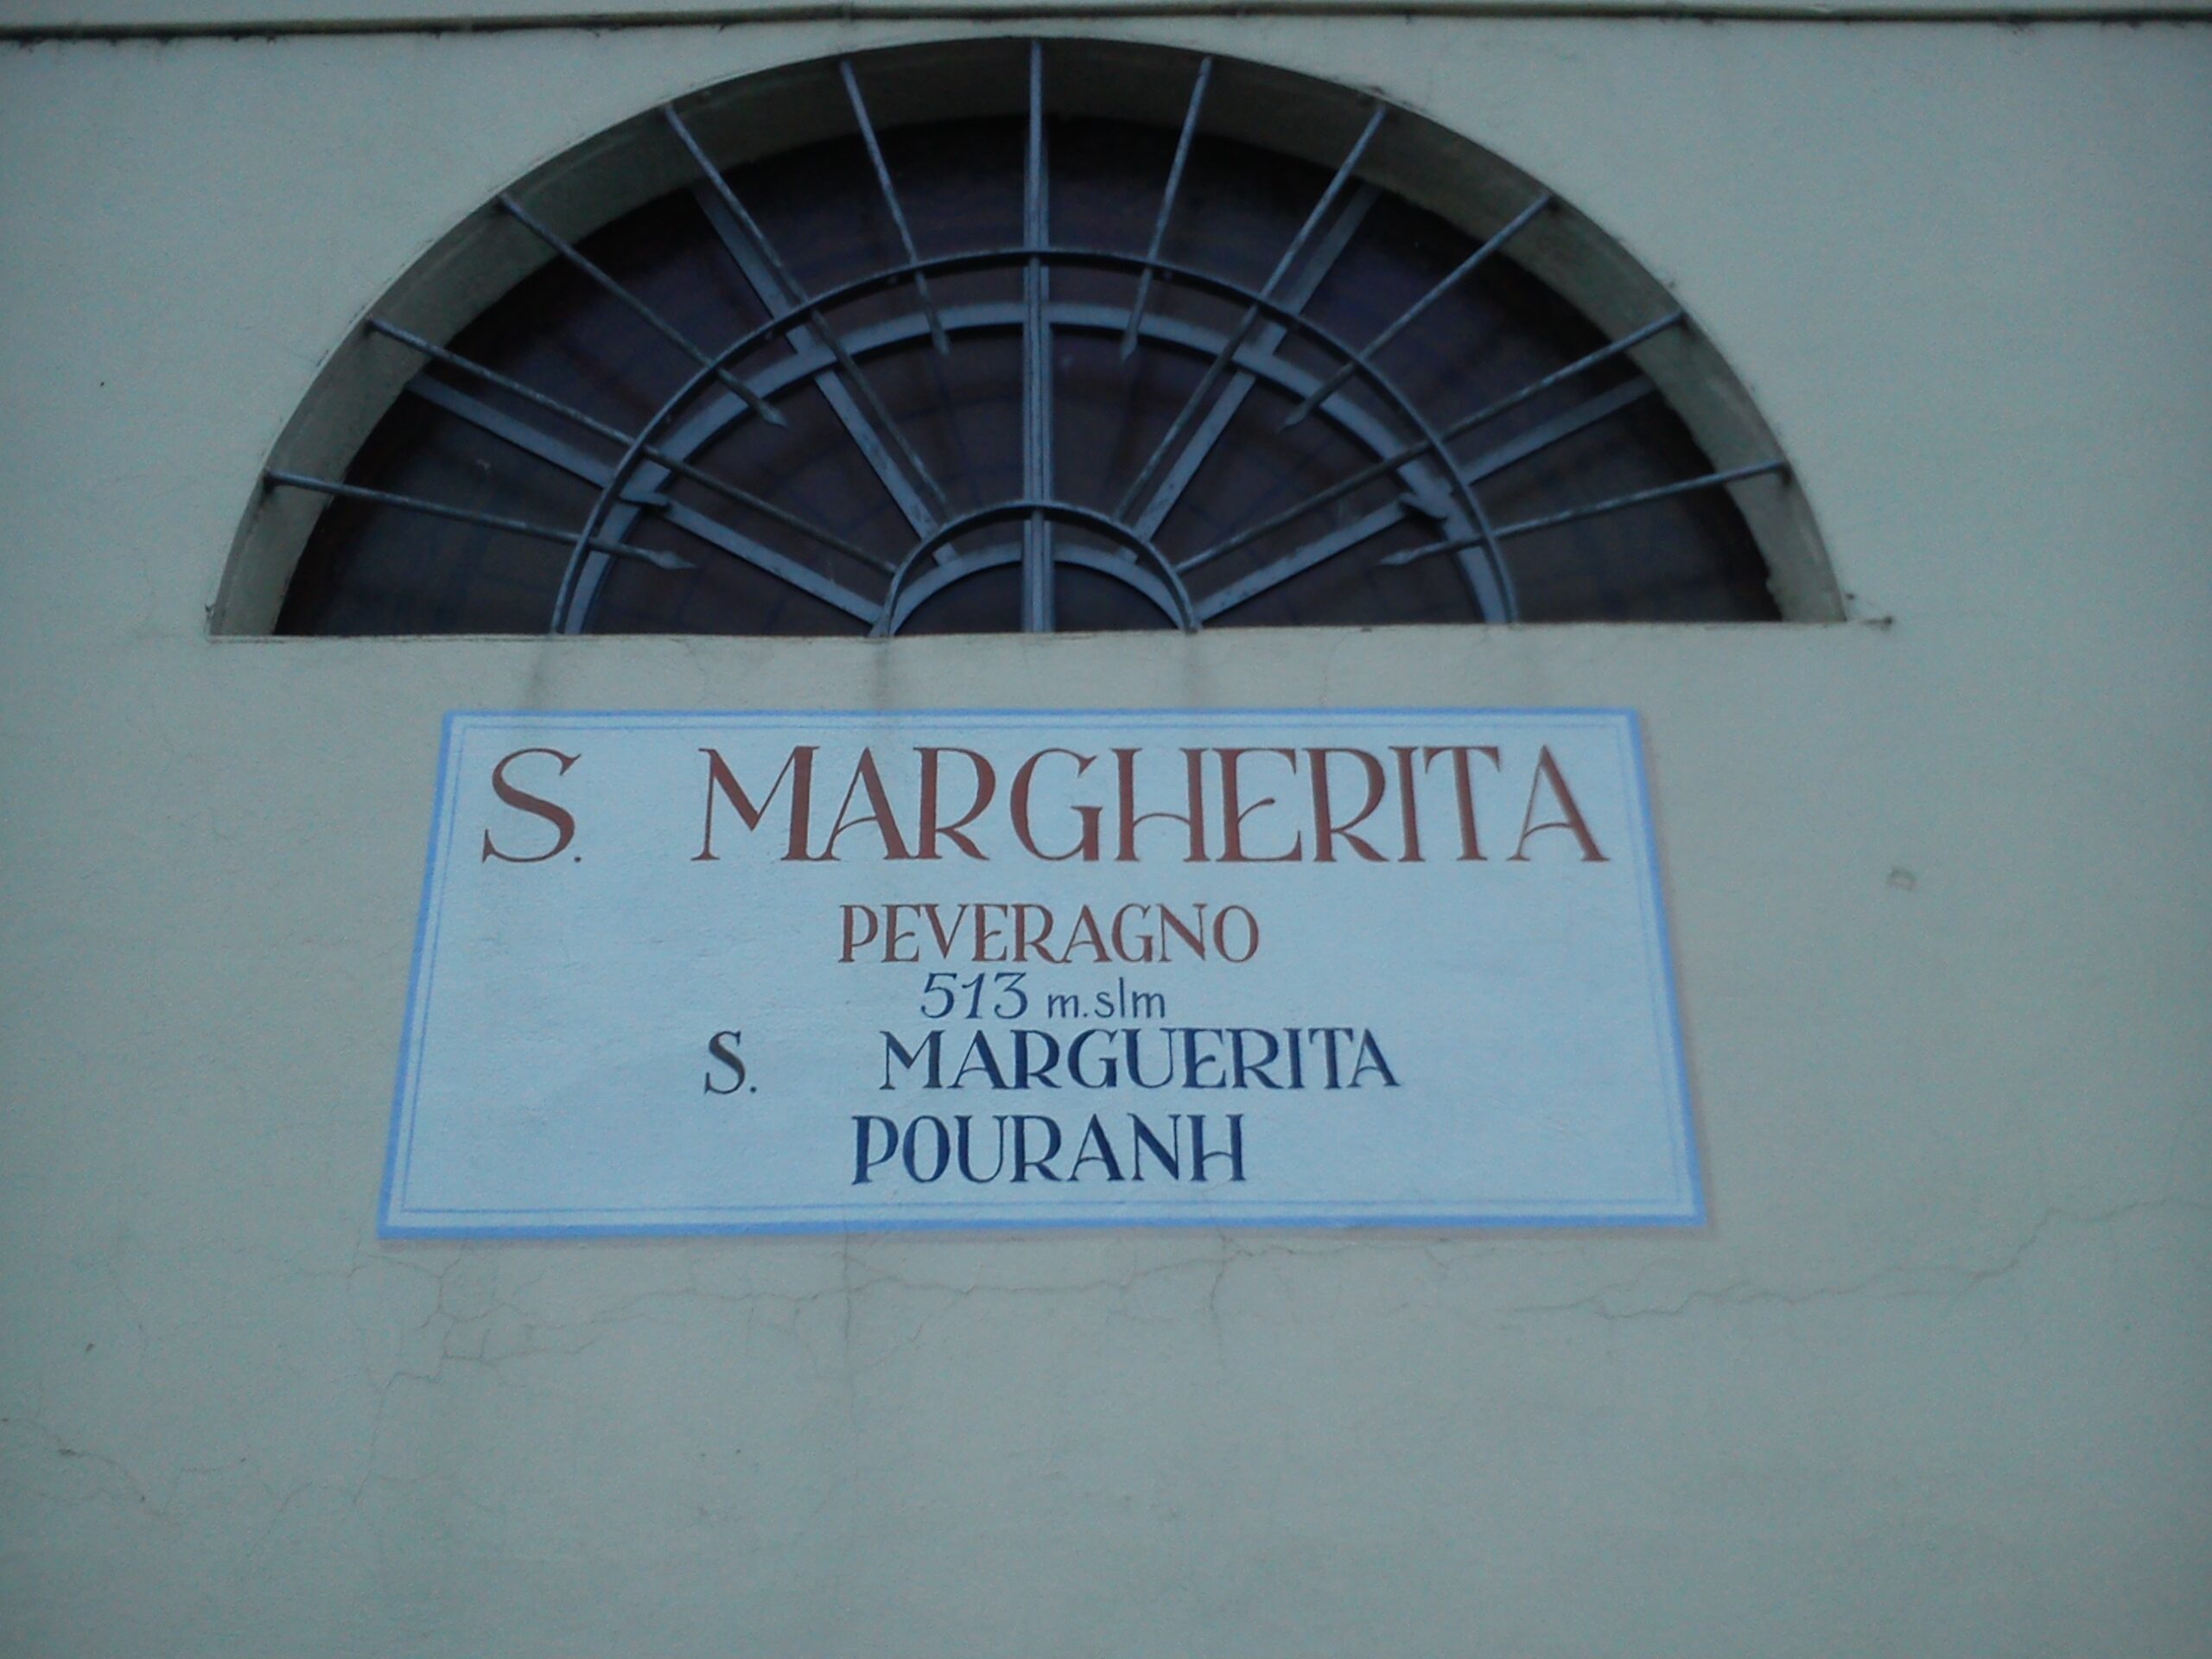 S. MARGHERITA
PEVERAGNO
513 m.slm
S. MARGUERITA
POURANH